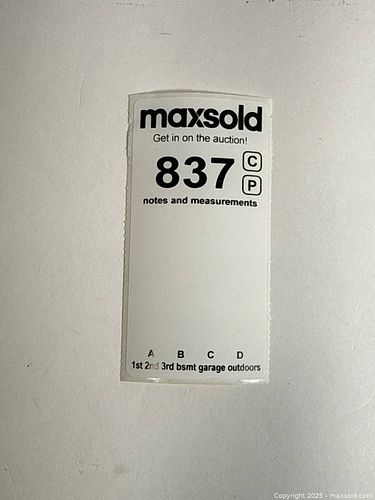 maxsold
Get in on the auction!
837 C
P
notes and measurements
A B C D
1st 2nd 3rd bsmt garage outdoors
Copyright 2025 - maxsold.com